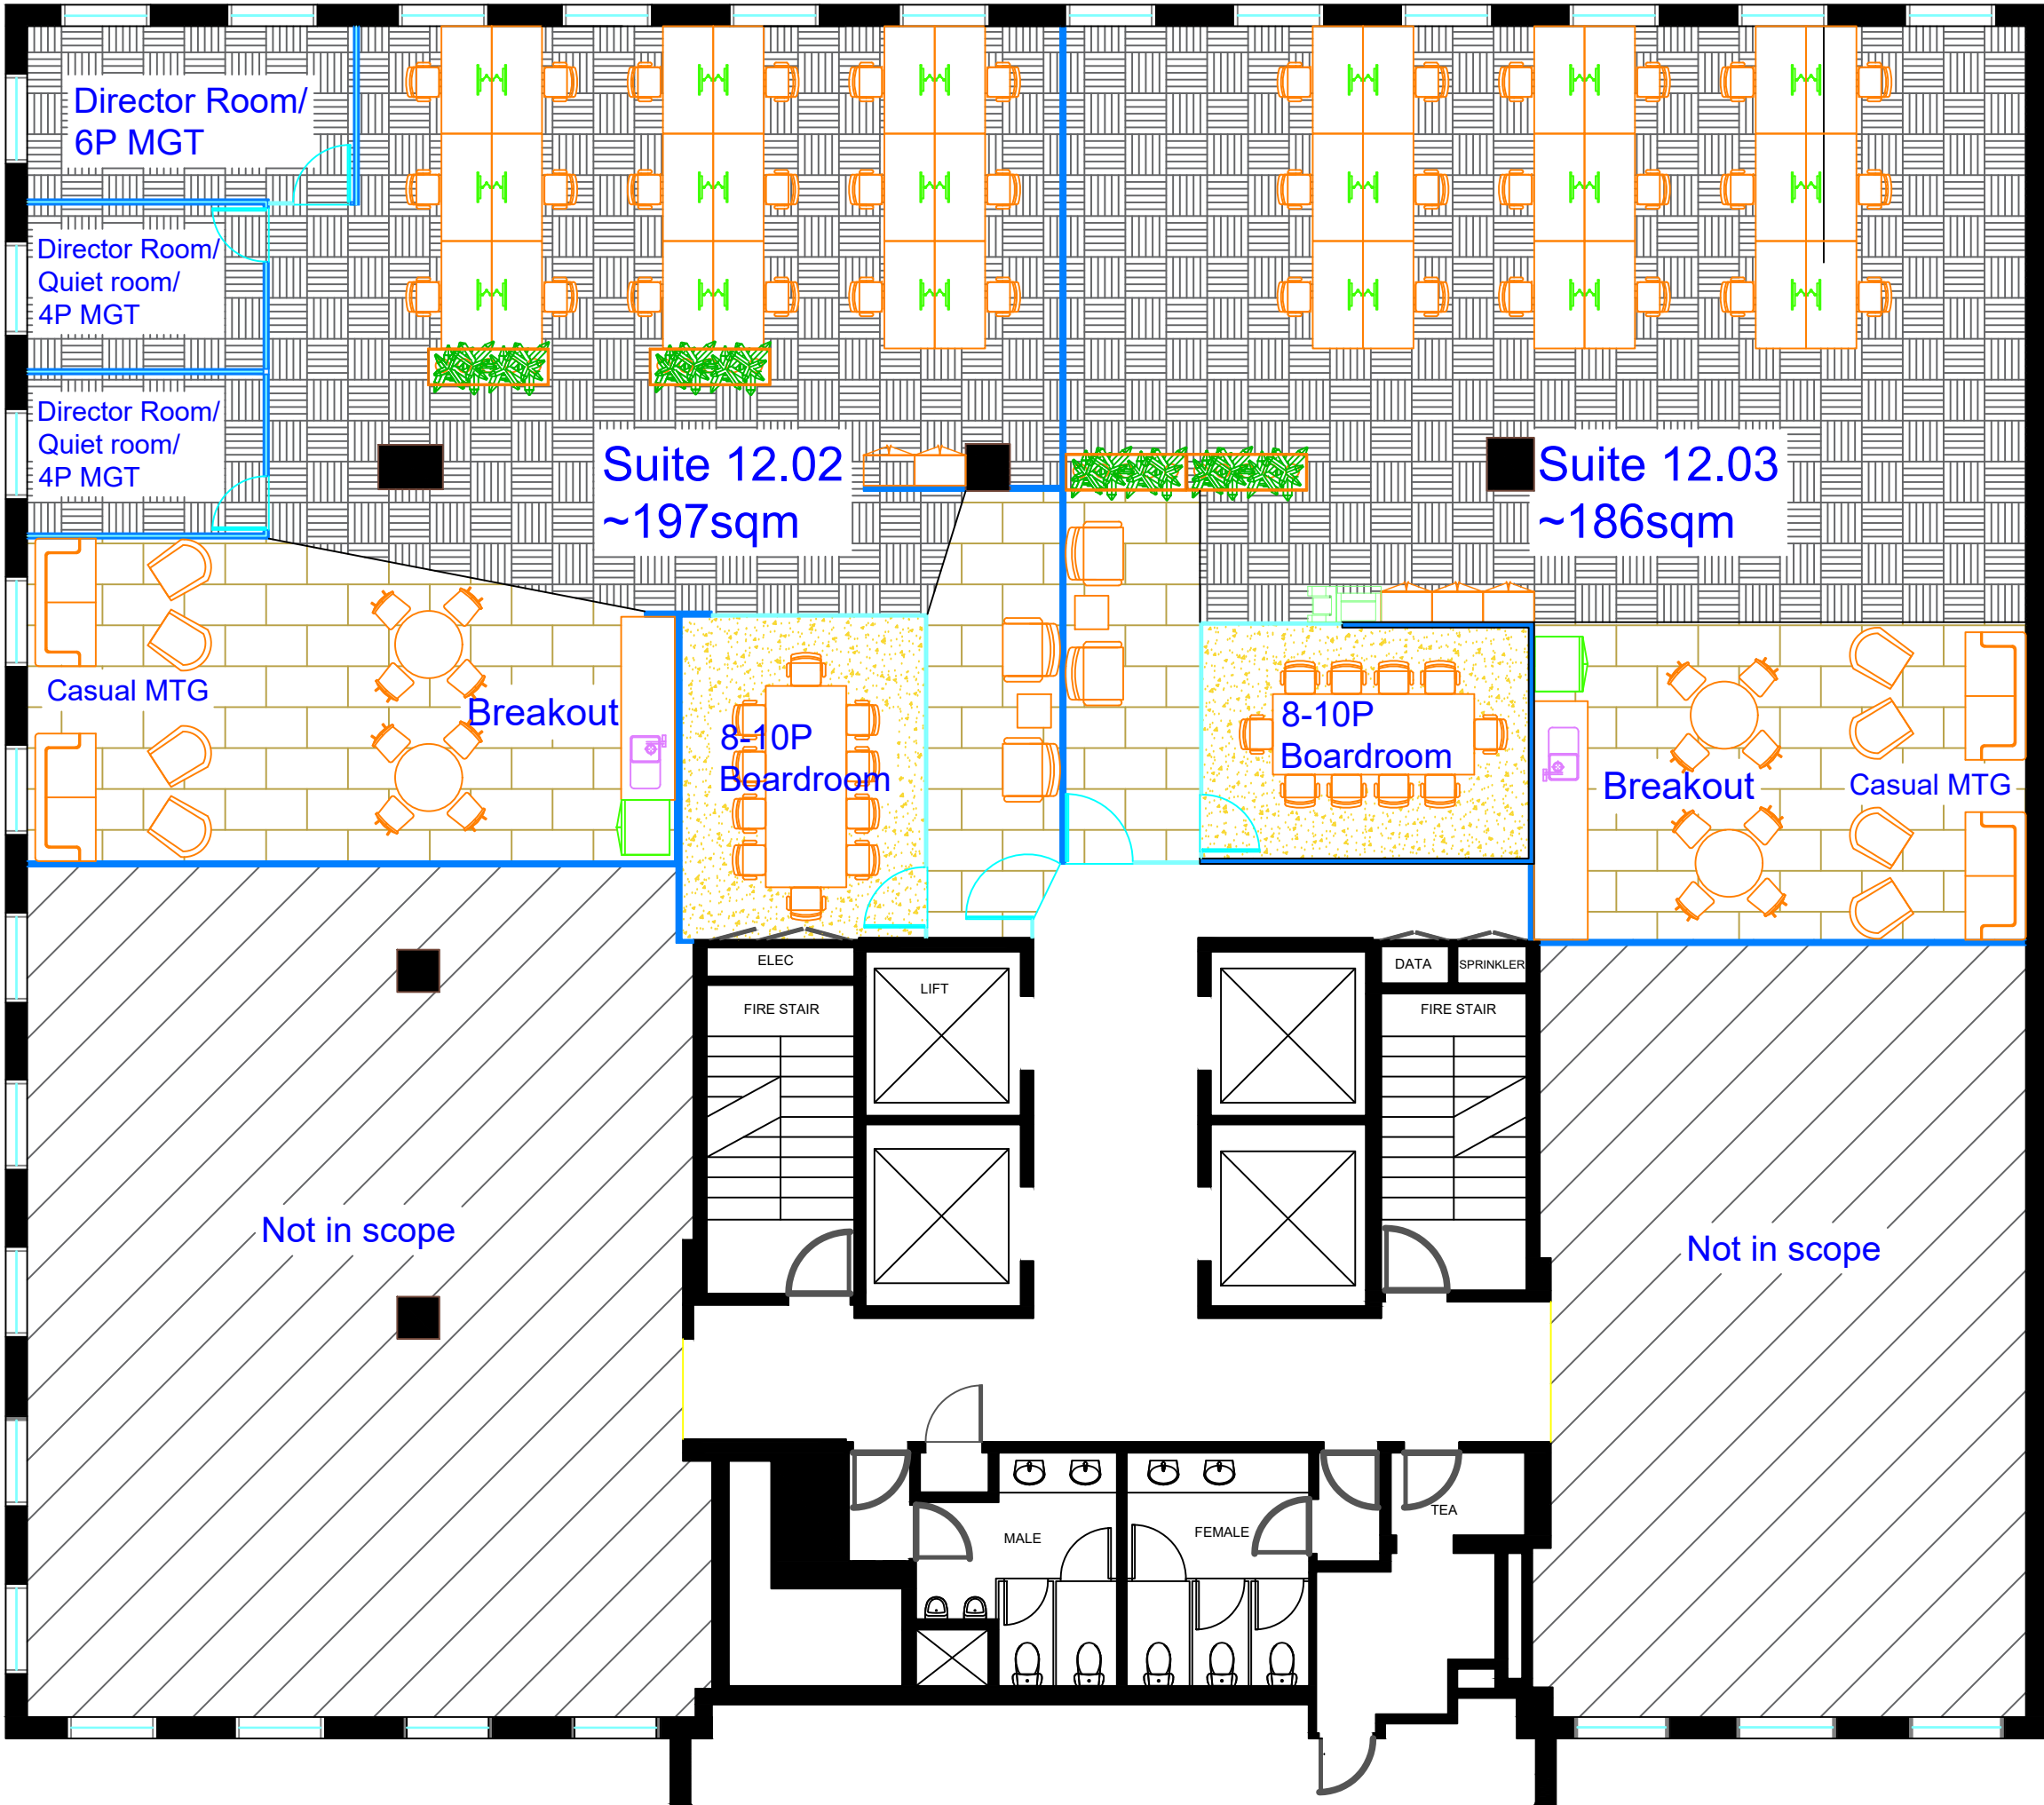 Director Room/
6P MGT
Director Room/
Quiet room/
4P MGT
Director Room/
Quiet room/
4P MGT
Suite 12.02
~197sqm
Suite 12.03
~186sqm
Casual MTG
Breakout
8-10P
Boardroom
8-10P
Boardroom
Breakout
Casual MTG
ELEC
FIRE STAIR
LIFT
DATA
SPRINKLER
FIRE STAIR
Not in scope
Not in scope
MALE
FEMALE
TEA